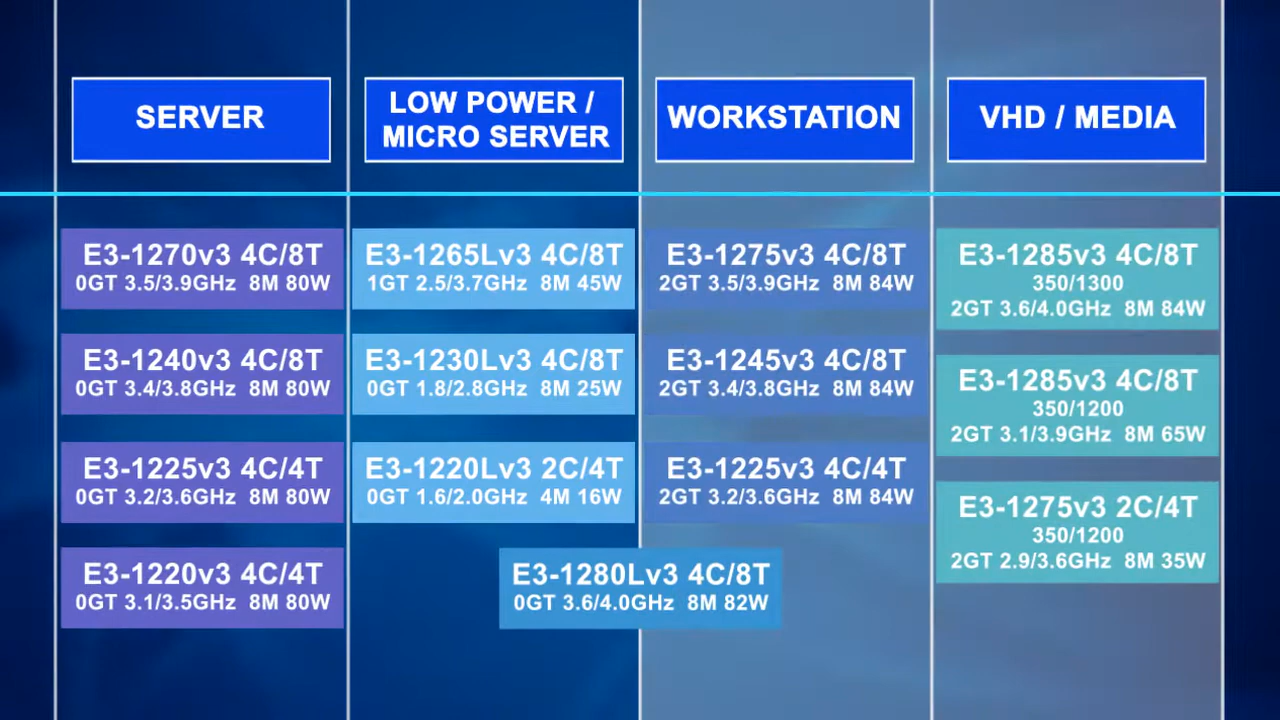 SERVER
LOW POWER /
MICRO SERVER
WORKSTATION
VHD / MEDIA
E3-1270v3 4C/8T
0GT 3.5/3.9GHz 8M 80W
E3-1240v3 4C/8T
0GT 3.4/3.8GHz 8M 80W
E3-1225v3 4C/4T
0GT 3.2/3.6GHz 8M 80W
E3-1220v3 4C/4T
0GT 3.1/3.5GHz 8M 80W
E3-1265Lv3 4C/8T
1GT 2.5/3.7GHz 8M 45W
E3-1230Lv3 4C/8T
0GT 1.8/2.8GHz 8M 25W
E3-1220Lv3 2C/4T
0GT 1.6/2.0GHz 4M 16W
E3-1280Lv3 4C/8T
0GT 3.6/4.0GHz 8M 82W
E3-1275v3 4C/8T
2GT 3.5/3.9GHz 8M 84W
E3-1245v3 4C/8T
2GT 3.4/3.8GHz 8M 84W
E3-1225v3 4C/4T
2GT 3.2/3.6GHz 8M 84W
E3-1285v3 4C/8T
350/1300
2GT 3.6/4.0GHz 8M 84W
E3-1285v3 4C/8T
350/1200
2GT 3.1/3.9GHz 8M 65W
E3-1275v3 2C/4T
350/1200
2GT 2.9/3.6GHz 8M 35W